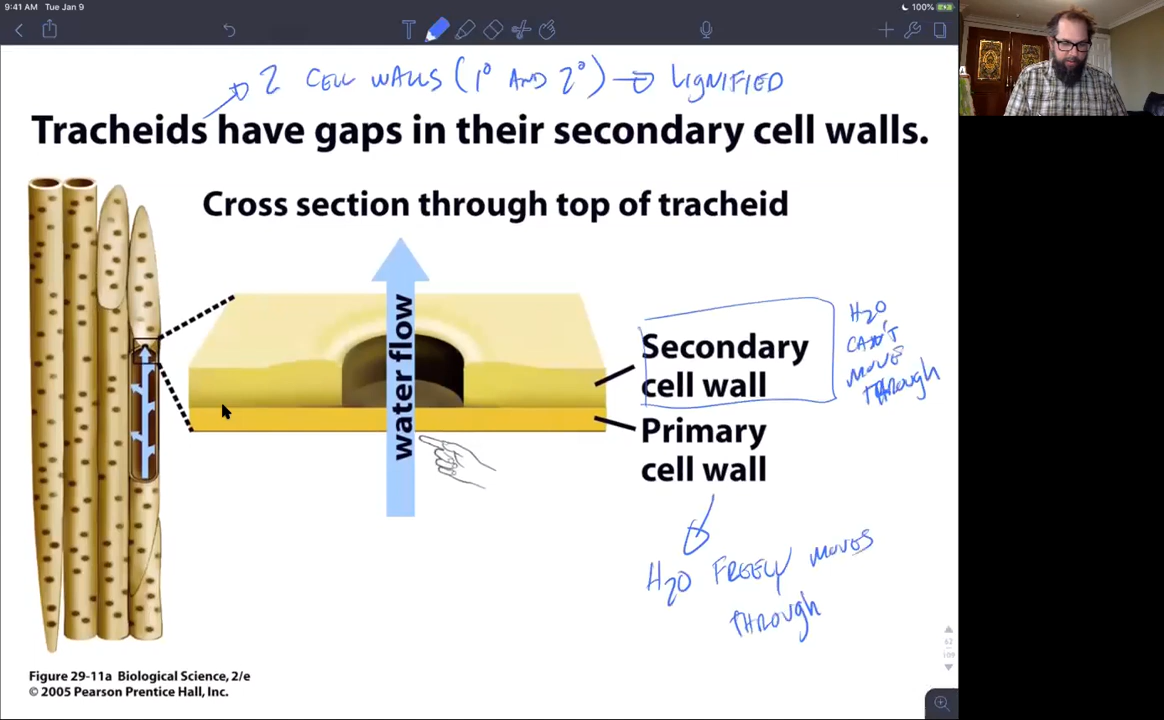 9:41 AM Tue Jan 9
100%
T
2 CELL WALLS (1° AND 2°) → LIGNIFIED
Tracheids have gaps in their secondary cell walls.
Cross section through top of tracheid
water flow
Secondary
cell wall
H2O
CAN'T
MOVE
THROUGH
Primary
cell wall
H2O FREELY MOVES
THROUGH
Figure 29-11a Biological Science, 2/e
© 2005 Pearson Prentice Hall, Inc.
62
109